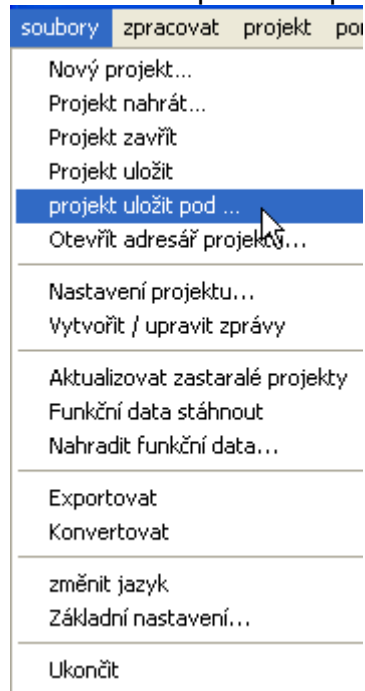 soubory zpracovat projekt
Nový projekt...
Projekt nahrát...
Projekt zavřít
Projekt uložit
projekt uložit pod ...
Otevřít adresář projektů...
Nastavení projektu...
Vytvořit / upravit zprávy
Aktualizovat zastaralé projekty
Funkční data stáhnout
Nahradit funkční data...
Exportovat
Konvertovat
změnit jazyk
Základní nastavení...
Ukončit